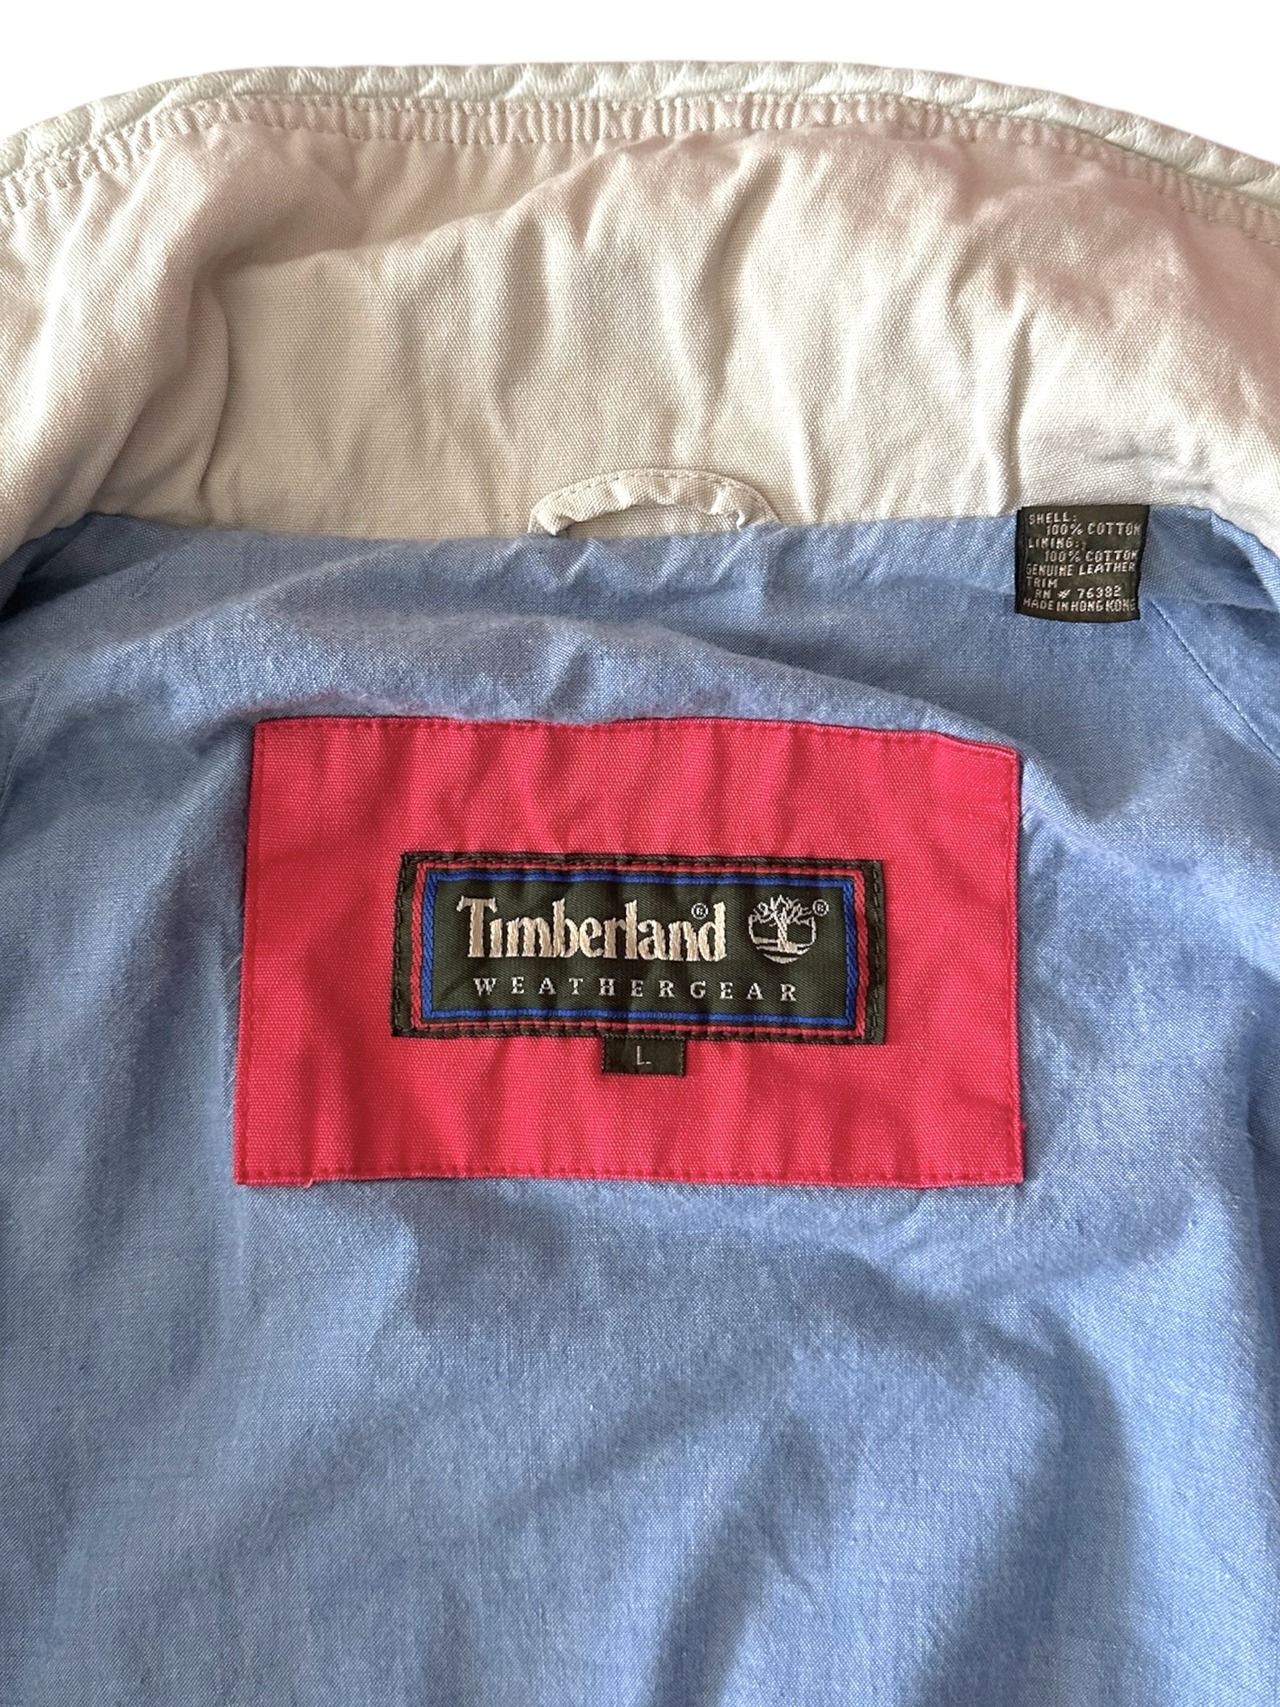 SHELL:
100% COTTON
LINING:
100% COTTON
GENUINE LEATHER
TRIM
RN # 76382
MADE IN HONG KONG
Timberland® ®
WEATHERGEAR
L